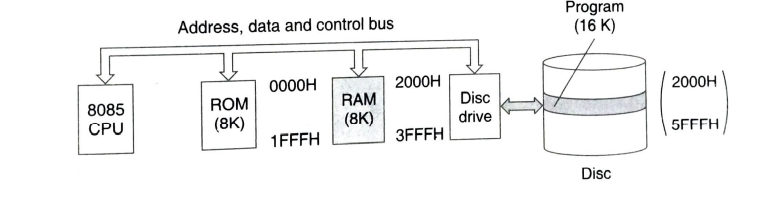 Program
(16 K)
Address, data and control bus
8085
CPU
ROM
(8K)
0000H
1FFFH
RAM
(8K)
2000H
3FFFH
Disc
drive
2000H
5FFFH
Disc